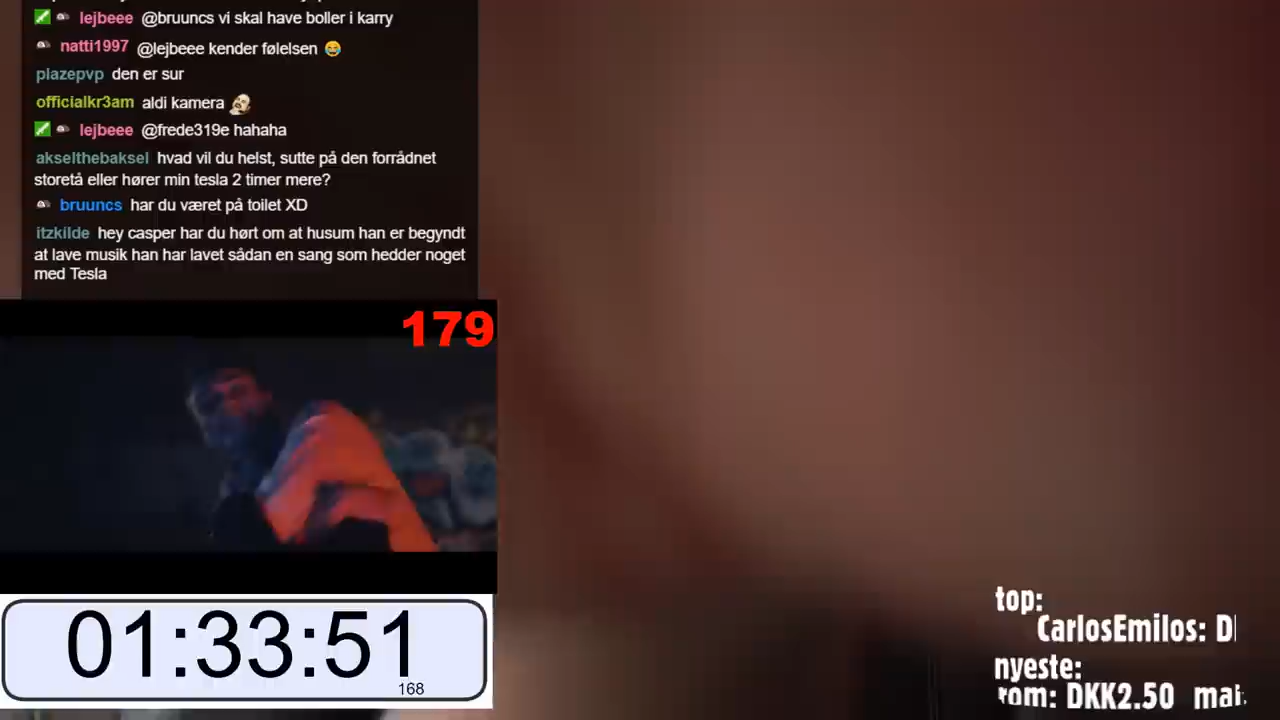 lejbeee @bruuncs vi skal have boller i karry
natti1997 @lejbeee kender følelsen 😂
plazepvp den er sur
officialkr3am aldi kamera
lejbeee @frede319e hahaha
akselthebaksel hvad vil du helst, sutte på den forrådnet
storetå eller hører min tesla 2 timer mere?
bruuncs har du været på toilet XD
itzkilde hey casper har du hørt om at husum han er begyndt
at lave musik han har lavet sådan en sang som hedder noget
med Tesla
179
01:33:51
168
top:
CarlosEmilos:
nyeste:
rom: DKK2.50